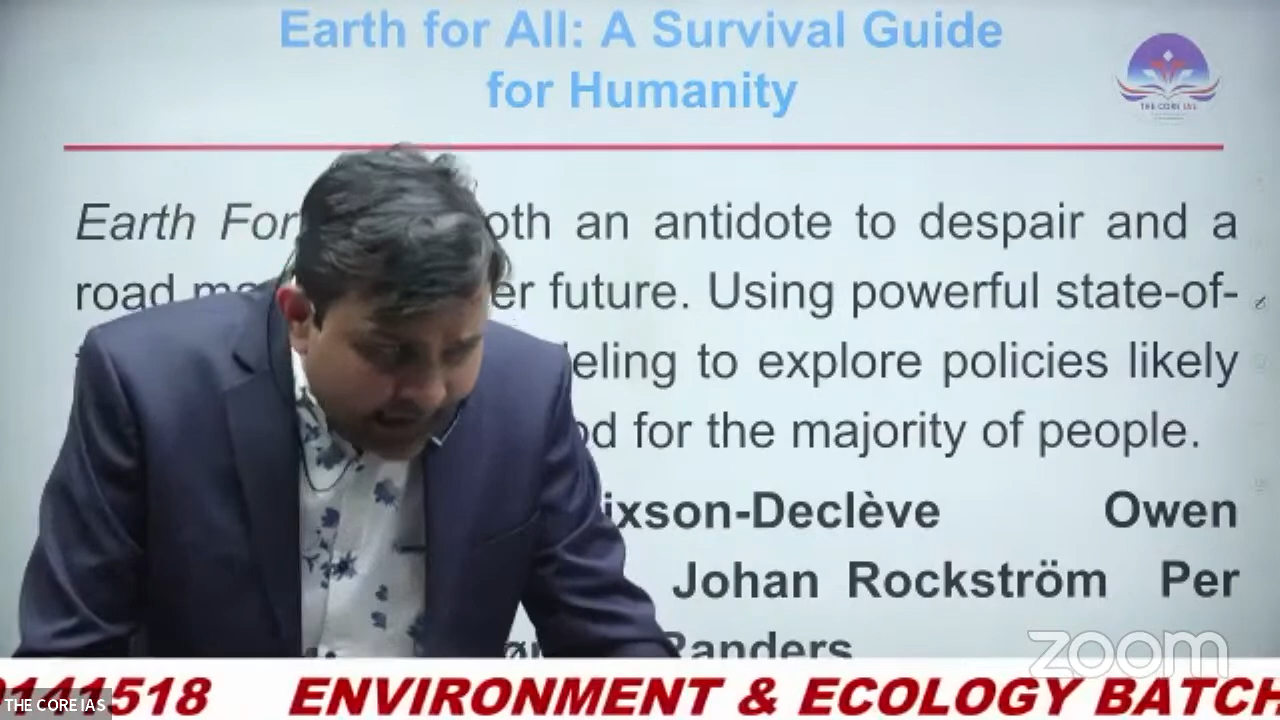 Earth for All: A Survival Guide
for Humanity
THE CORE IAS
Earth For oth an antidote to despair and a
road ma er future. Using powerful state-of-
eling to explore policies likely
od for the majority of people.
ixson-Declève Owen
Johan Rockström Per
Randers
zoom
141518 ENVIRONMENT & ECOLOGY BATCH
THE CORE IAS